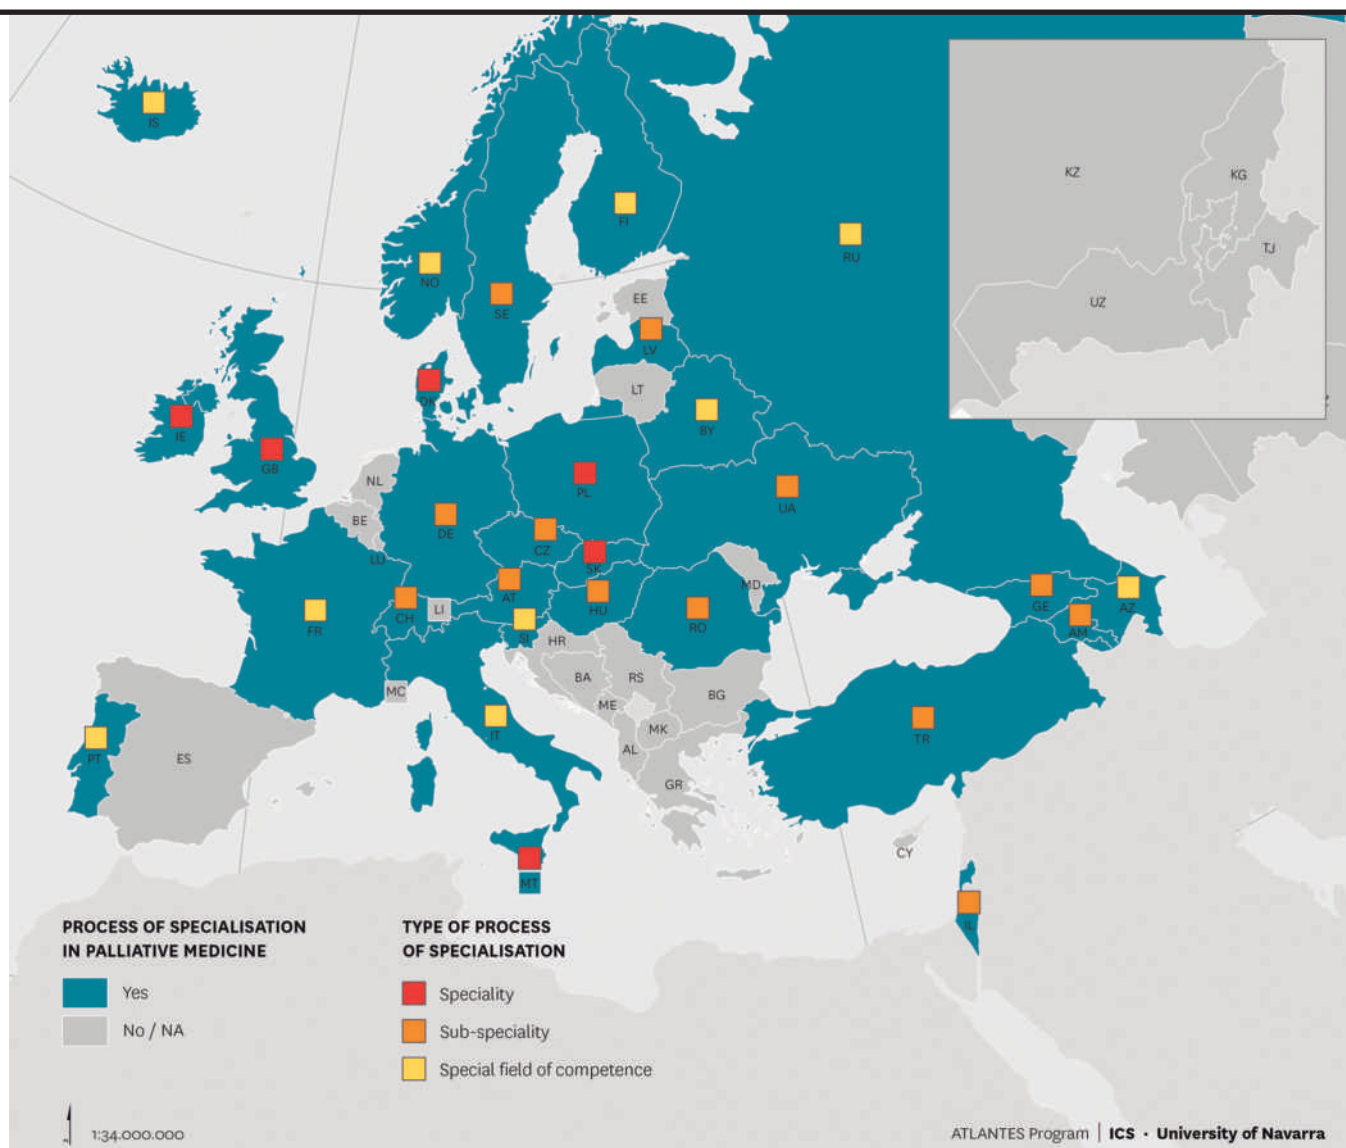 IS
KZ
KG
TJ
UZ
FI
RU
NO
SE
EE
LV
LT
DK
BY
IE
GB
NL
PL
BE
UA
DE
CZ
LU
SK
MD
AT
HU
GE
AZ
CH
LI
RO
AM
FR
SI
HR
BA
RS
MC
BG
ME
IT
MK
TR
AL
PT
ES
GR
CY
MT
IL
PROCESS OF SPECIALISATION
IN PALLIATIVE MEDICINE
Yes
No / NA
TYPE OF PROCESS
OF SPECIALISATION
Speciality
Sub-speciality
Special field of competence
1:34.000.000
ATLANTES Program | ICS · University of Navarra